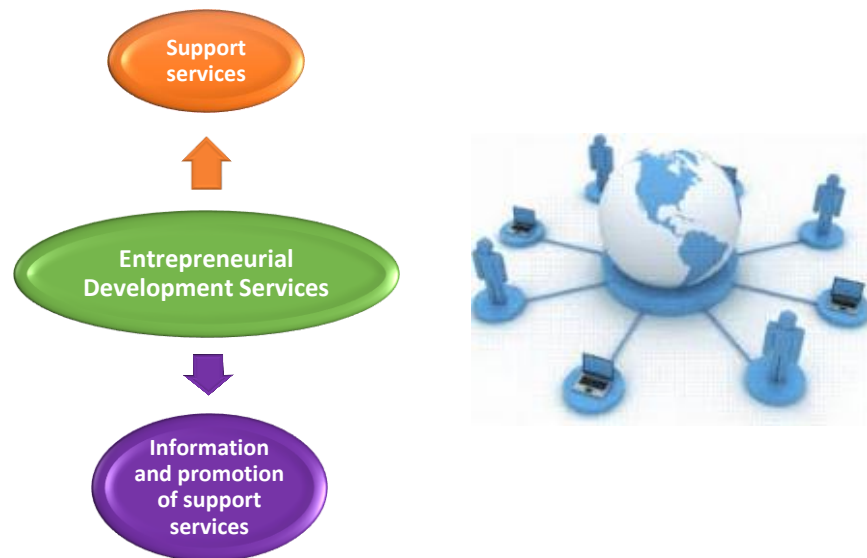 Support
services
Entrepreneurial
Development Services
Information
and promotion
of support
services